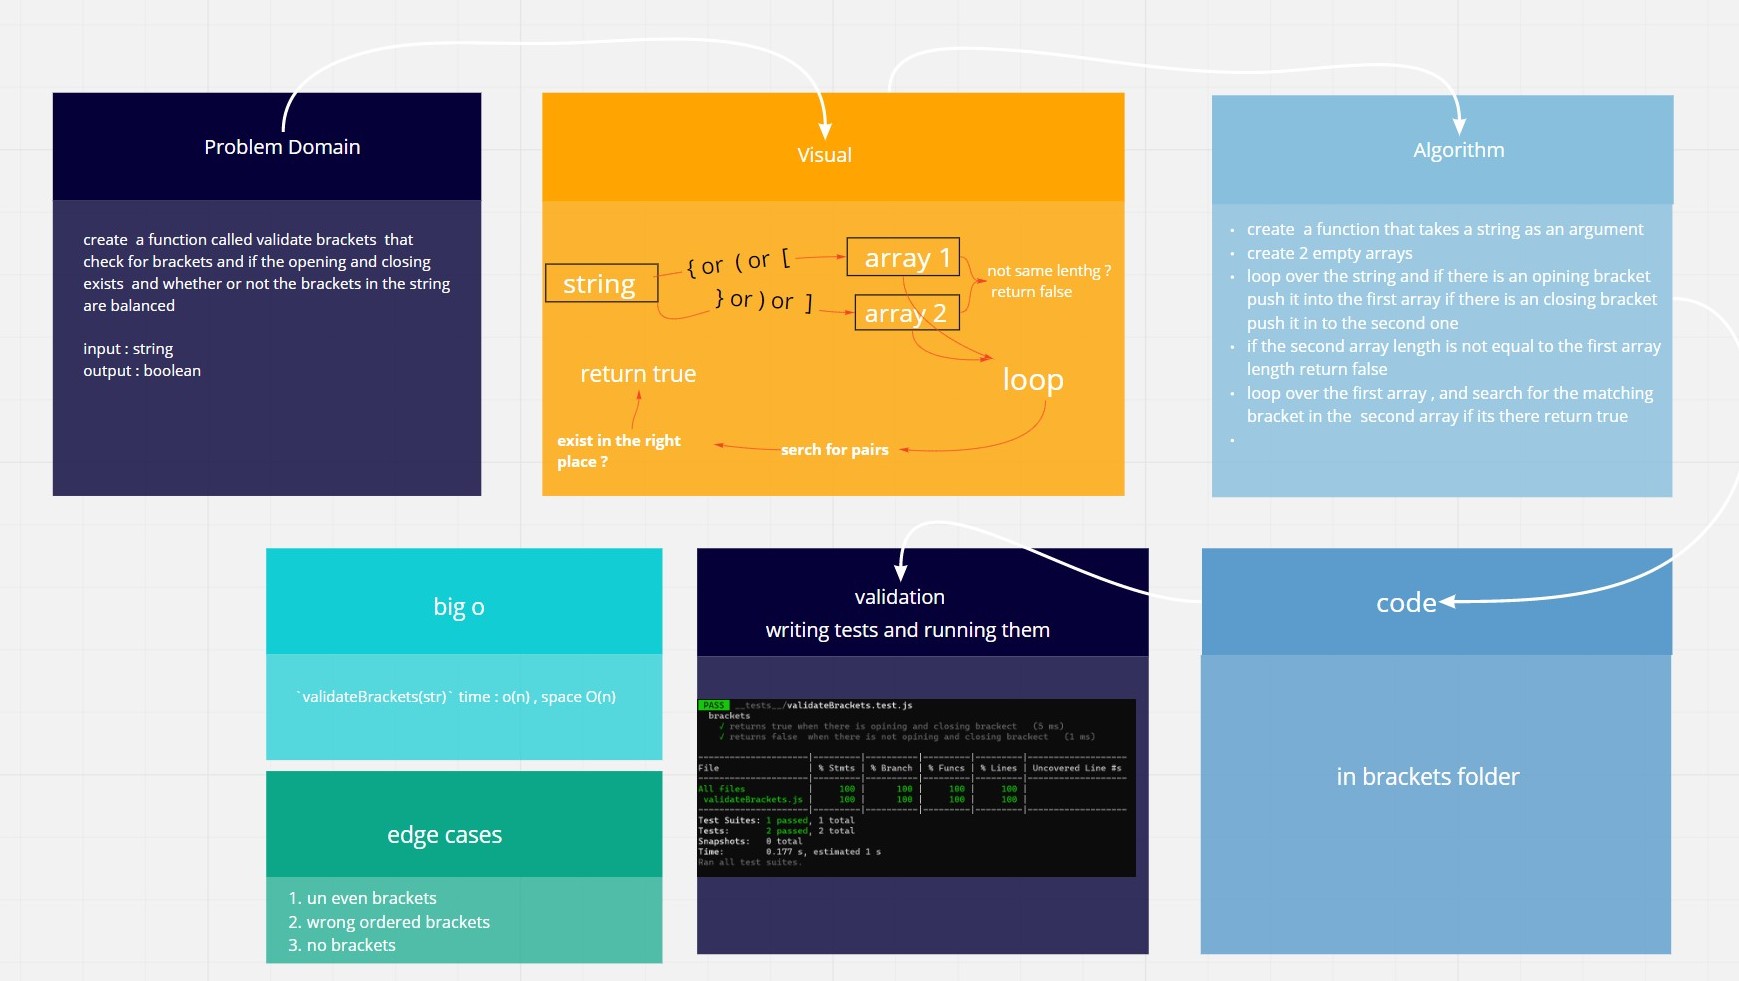 Problem Domain
create a function called validate brackets that
check for brackets and if the opening and closing
exists and whether or not the brackets in the string
are balanced
input : string
output : boolean
Visual
string
{ or ( or [
} or ) or ]
array 1
array 2
not same lenthg ?
return false
loop
return true
exist in the right
place ?
serch for pairs
Algorithm
• create a function that takes a string as an argument
• create 2 empty arrays
• loop over the string and if there is an opining bracket
push it into the first array if there is an closing bracket
push it in to the second one
• if the second array length is not equal to the first array
length return false
• loop over the first array , and search for the matching
bracket in the second array if its there return true
•
big o
`validateBrackets(str)` time : o(n) , space O(n)
edge cases
1. un even brackets
2. wrong ordered brackets
3. no brackets
validation
writing tests and running them
PASS __tests__/validateBrackets.test.js
brackets
√ returns true when there is opining and closing brackect (5 ms)
√ returns false when there is not opining and closing brackect (1 ms)
File | % Stmts | % Branch | % Funcs | % Lines | Uncovered Line #s
All files | 100 | 100 | 100 | 100 |
validateBrackets.js | 100 | 100 | 100 | 100 |
Test Suites: 1 passed, 1 total
Tests: 2 passed, 2 total
Snapshots: 0 total
Time: 0.177 s, estimated 1 s
Ran all test suites.
code
in brackets folder